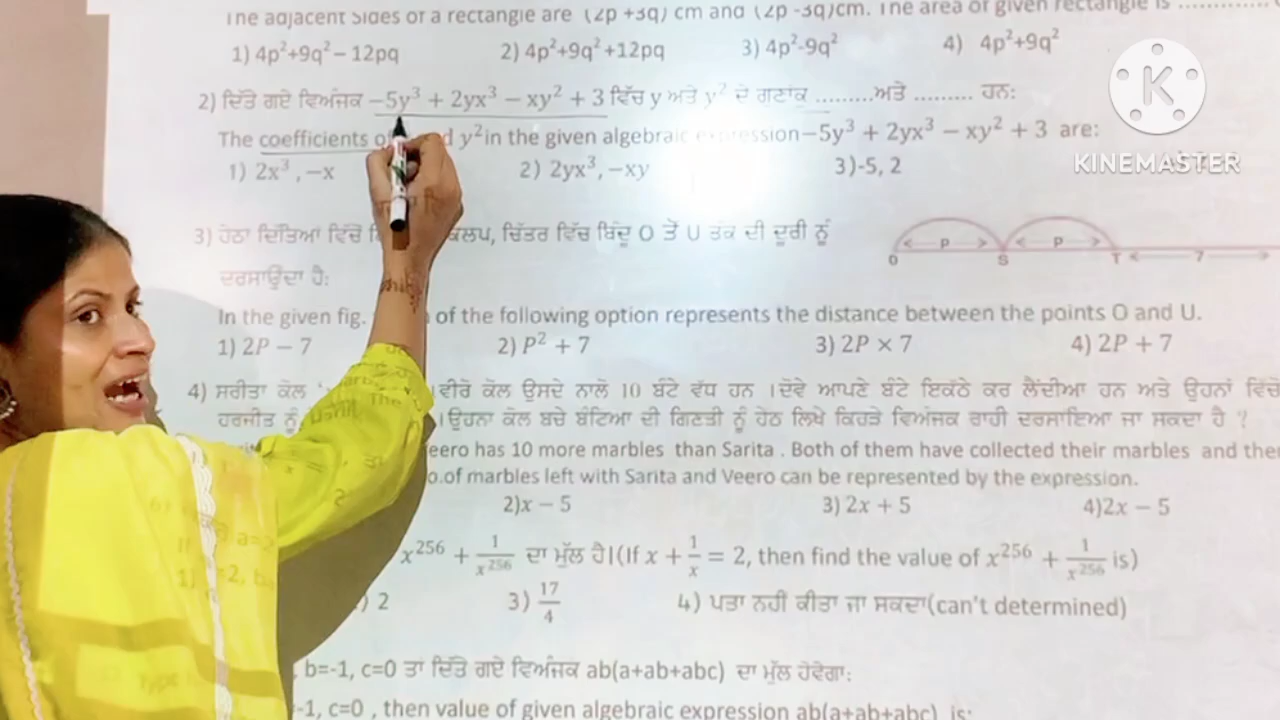 The adjacent sides of a rectangle are (2p +3q) cm and (2p -3q)cm. The area of given rectangle is ..........
1) 4p²+9q² – 12pq 2) 4p²+9q² +12pq 3) 4p²-9q² 4) 4p²+9q²
2) ਦਿੱਤੇ ਗਏ ਵਿਅੰਜਕ −5y³ + 2yx³ − xy² + 3 ਵਿੱਚ y ਅਤੇ y² ਦੇ ਗੁਣਾਂਕ .........ਅਤੇ ......... ਹਨ:
The coefficients y² in the given algebraic −5y³ + 2yx³ − xy² + 3 are:
1) 2x³ , −x 2) 2yx³, −xy 3)-5, 2
KINEMASTER
3) ਹੇਠਾ ਦਿੱਤਿਆ ਵਿੱਚੋਂ ਚਿੱਤਰ ਵਿੱਚ ਬਿੰਦੂ O ਤੋਂ U ਤੱਕ ਦੀ ਦੂਰੀ ਨੂੰ
ਦਰਸਾਉਂਦਾ ਹੈ:
P P 7
O S T
In the given fig. of the following option represents the distance between the points O and U.
1) 2P − 7 2) P² + 7 3) 2P × 7 4) 2P + 7
4) ਸਰੀਤਾ ਕੋਲ ।ਵੀਰੋ ਕੋਲ ਉਸਦੇ ਨਾਲੋਂ 10 ਬੰਟੇ ਵੱਧ ਹਨ ।ਦੋਵੇ ਆਪਣੇ ਬੰਟੇ ਇਕੱਠੇ ਕਰ ਲੈਂਦੀਆ ਹਨ ਅਤੇ ਉਹਨਾਂ ਵਿੱਚੋਂ
ਹਰਜੀਤ ਨੂੰ ।ਉਹਨਾ ਕੋਲ ਬਚੇ ਬੰਟਿਆ ਦੀ ਗਿਣਤੀ ਨੂੰ ਹੇਠ ਲਿਖੇ ਕਿਹੜੇ ਵਿਅੰਜਕ ਰਾਹੀ ਦਰਸਾਇਆ ਜਾ ਸਕਦਾ ਹੈ ?
eero has 10 more marbles than Sarita . Both of them have collected their marbles and
o.of marbles left with Sarita and Veero can be represented by the expression.
2)x − 5 3) 2x + 5 4)2x − 5
x²⁵⁶ + 1/x²⁵⁶ ਦਾ ਮੁੱਲ ਹੈ।(If x + 1/x = 2, then find the value of x²⁵⁶ + 1/x²⁵⁶ is)
) 2 3) 17/4 4) ਪਤਾ ਨਹੀਂ ਕੀਤਾ ਜਾ ਸਕਦਾ(can't determined)
b=-1, c=0 ਤਾਂ ਦਿੱਤੇ ਗਏ ਵਿਅੰਜਕ ab(a+ab+abc) ਦਾ ਮੁੱਲ ਹੋਵੇਗਾ:
-1, c=0 , then value of given algebraic expression ab(a+ab+abc) is: